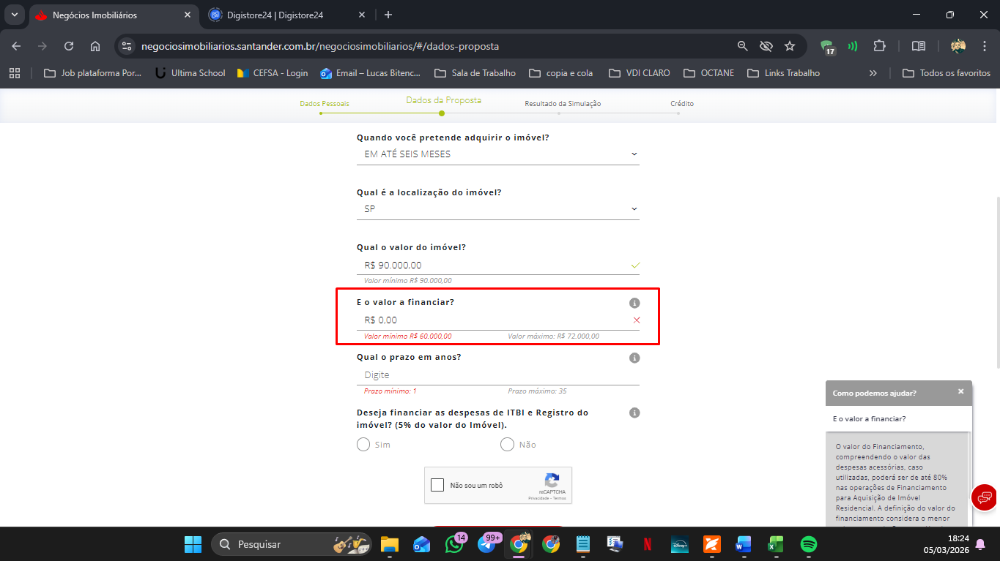 Negócios Imobiliários
Digistore24 | Digistore24
negociosimobiliarios.santander.com.br/negociosimobiliarios/#/dados-proposta
17
Job plataforma Por...
Ultima School
CEFSA - Login
Email – Lucas Bitenc...
Sala de Trabalho
copia e cola
VDI CLARO
OCTANE
Links Trabalho
Todos os favoritos
Dados Pessoais
Dados da Proposta
Resultado da Simulação
Crédito
Quando você pretende adquirir o imóvel?
EM ATÉ SEIS MESES
Qual é a localização do imóvel?
SP
Qual o valor do imóvel?
R$ 90.000,00
Valor mínimo R$ 90.000,00
E o valor a financiar?
R$ 0,00
Valor mínimo R$ 60.000,00
Valor máximo: R$ 72.000,00
Qual o prazo em anos?
Digite
Prazo mínimo: 1
Prazo máximo: 35
Deseja financiar as despesas de ITBI e Registro do
imóvel? (5% do valor do Imóvel).
Sim
Não
Não sou um robô
reCAPTCHA
Privacidade - Termos
Como podemos ajudar?
E o valor a financiar?
O valor do Financiamento,
compreendendo o valor das
despesas acessórias, caso
utilizadas, poderá ser de até 80%
nas operações de Financiamento
para Aquisição de Imóvel
Residencial. A definição do valor do
financiamento considera o menor
Pesquisar
14
99+
N
Disney+
18:24
05/03/2026